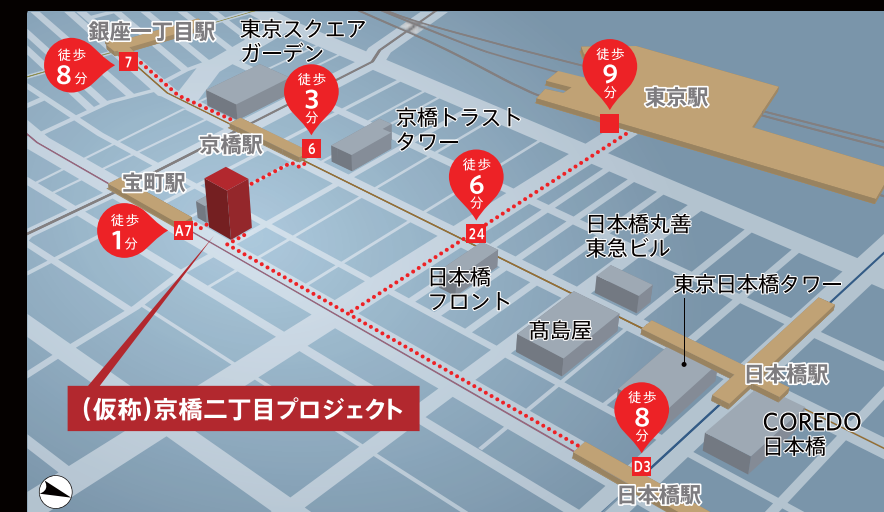 銀座一丁目駅
徒歩
8分
7
東京スクエア
ガーデン
徒歩
3
分
6
京橋駅
京橋トラスト
タワー
徒歩
9
分
東京駅
宝町駅
徒歩
1分
A7
徒歩
6
分
24
日本橋
フロント
日本橋丸善
東急ビル
東京日本橋タワー
髙島屋
日本橋駅
(仮称)京橋二丁目プロジェクト
徒歩
8
分
D3
COREDO
日本橋
日本橋駅